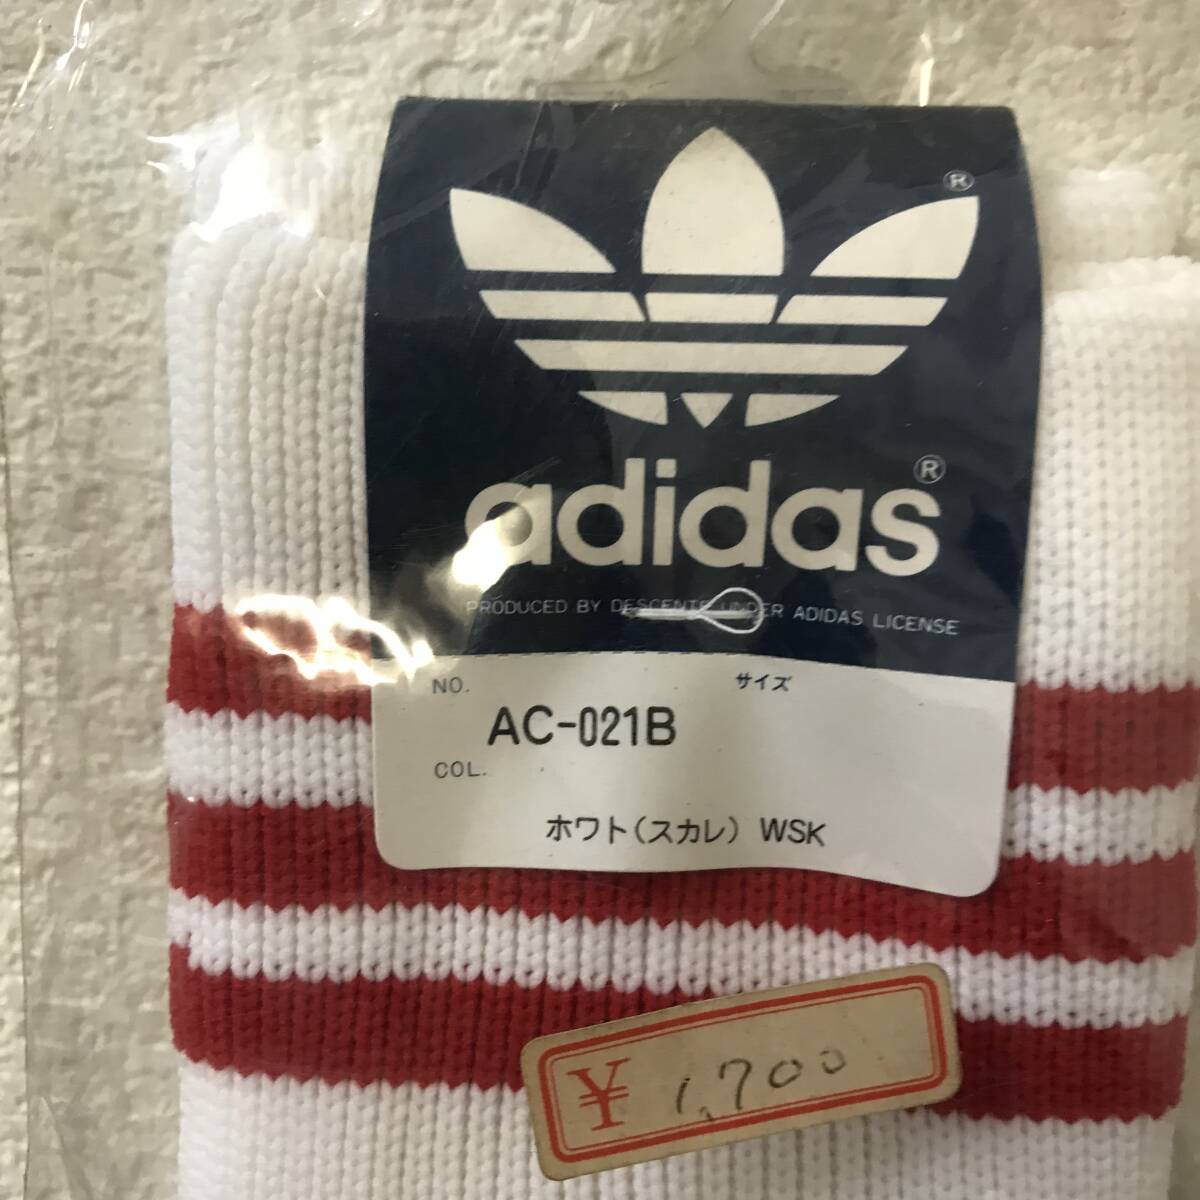 ®
adidas®
PRODUCED BY DESCENTE UNDER ADIDAS LICENSE
NO. サイズ
AC-021B
COL.
ホワト(スカレ) WSK
¥ 1,700